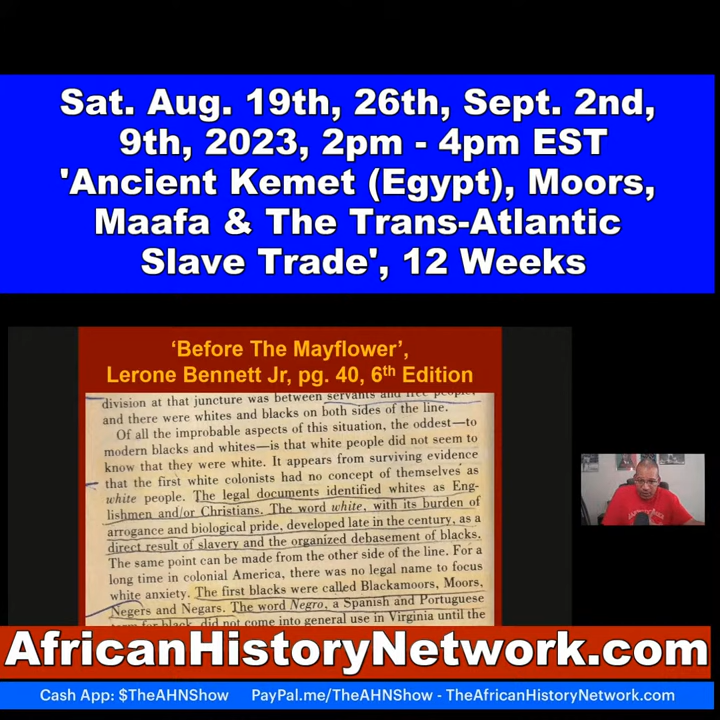 Sat. Aug. 19th, 26th, Sept. 2nd,
9th, 2023, 2pm - 4pm EST
'Ancient Kemet (Egypt), Moors,
Maafa & The Trans-Atlantic
Slave Trade', 12 Weeks
‘Before The Mayflower’,
Lerone Bennett Jr, pg. 40, 6th Edition
division at that juncture was between servants and free people,
and there were whites and blacks on both sides of the line.
Of all the improbable aspects of this situation, the oddest—to
modern blacks and whites—is that white people did not seem to
know that they were white. It appears from surviving evidence
that the first white colonists had no concept of themselves as
white people. The legal documents identified whites as Eng-
lishmen and/or Christians. The word white, with its burden of
arrogance and biological pride, developed late in the century, as a
direct result of slavery and the organized debasement of blacks.
The same point can be made from the other side of the line. For a
long time in colonial America, there was no legal name to focus
white anxiety. The first blacks were called Blackamoors, Moors,
Negers and Negars. The word Negro, a Spanish and Portuguese
term for black, did not come into general use in Virginia until the
AfricanHistoryNetwork.com
Cash App: $TheAHNShow PayPal.me/TheAHNShow - TheAfricanHistoryNetwork.com